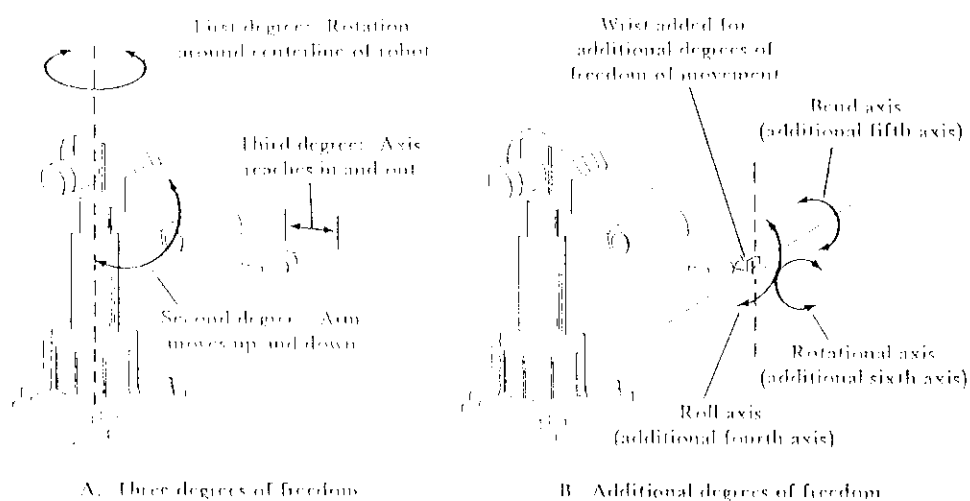 First degree: Rotation
around centerline of robot
Third degree: Axis
reaches in and out
Second degree: Arm
moves up and down
A. Three degrees of freedom
Wrist added for
additional degrees of
freedom of movement
Bend axis
(additional fifth axis)
Rotational axis
(additional sixth axis)
Roll axis
(additional fourth axis)
B. Additional degrees of freedom